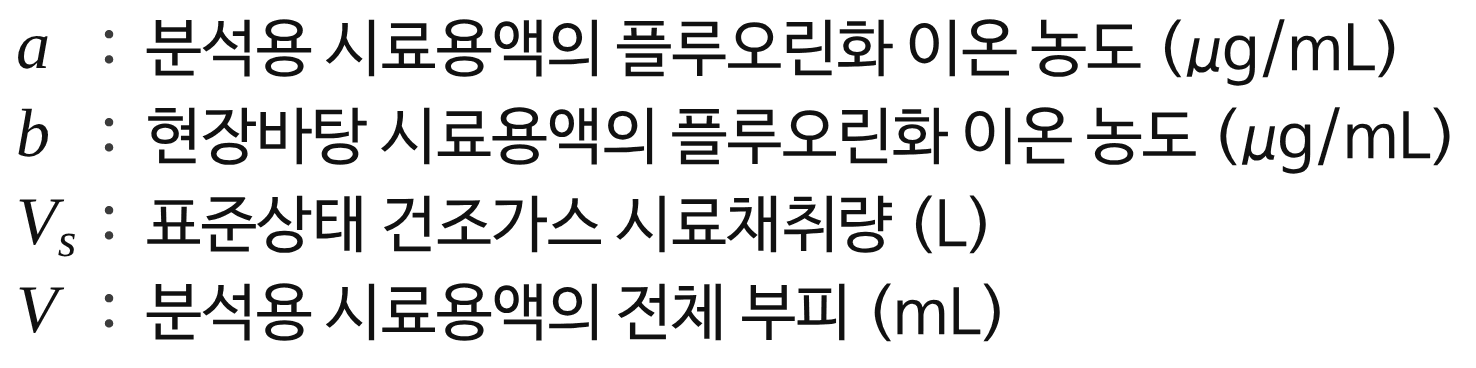 a : 분석용 시료용액의 플루오린화 이온 농도 (μg/mL)
b : 현장바탕 시료용액의 플루오린화 이온 농도 (μg/mL)
Vs : 표준상태 건조가스 시료채취량 (L)
V : 분석용 시료용액의 전체 부피 (mL)